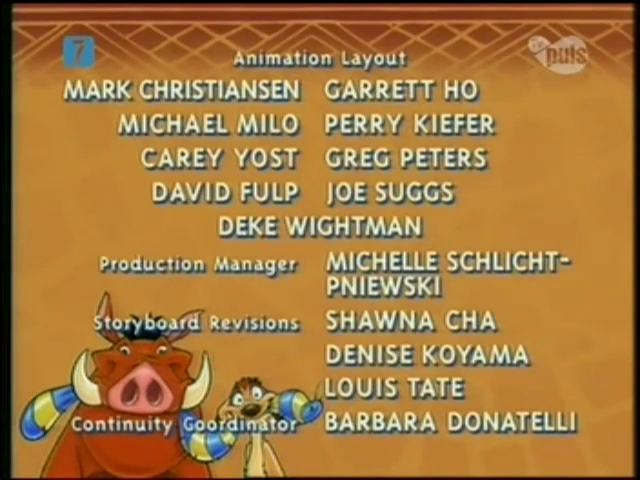 7
puls
Animation Layout
MARK CHRISTIANSEN GARRETT HO
MICHAEL MILO PERRY KIEFER
CAREY YOST GREG PETERS
DAVID FULP JOE SUGGS
DEKE WIGHTMAN
Production Manager MICHELLE SCHLICHT-
PNIEWSKI
Storyboard Revisions SHAWNA CHA
DENISE KOYAMA
LOUIS TATE
Continuity Coordinator BARBARA DONATELLI